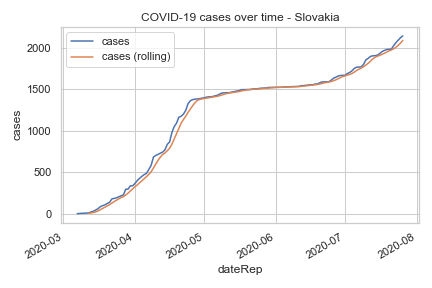 COVID-19 cases over time - Slovakia
cases
cases (rolling)
2000
1500
1000
500
0
cases
2020-03
2020-04
2020-05
2020-06
2020-07
2020-08
dateRep